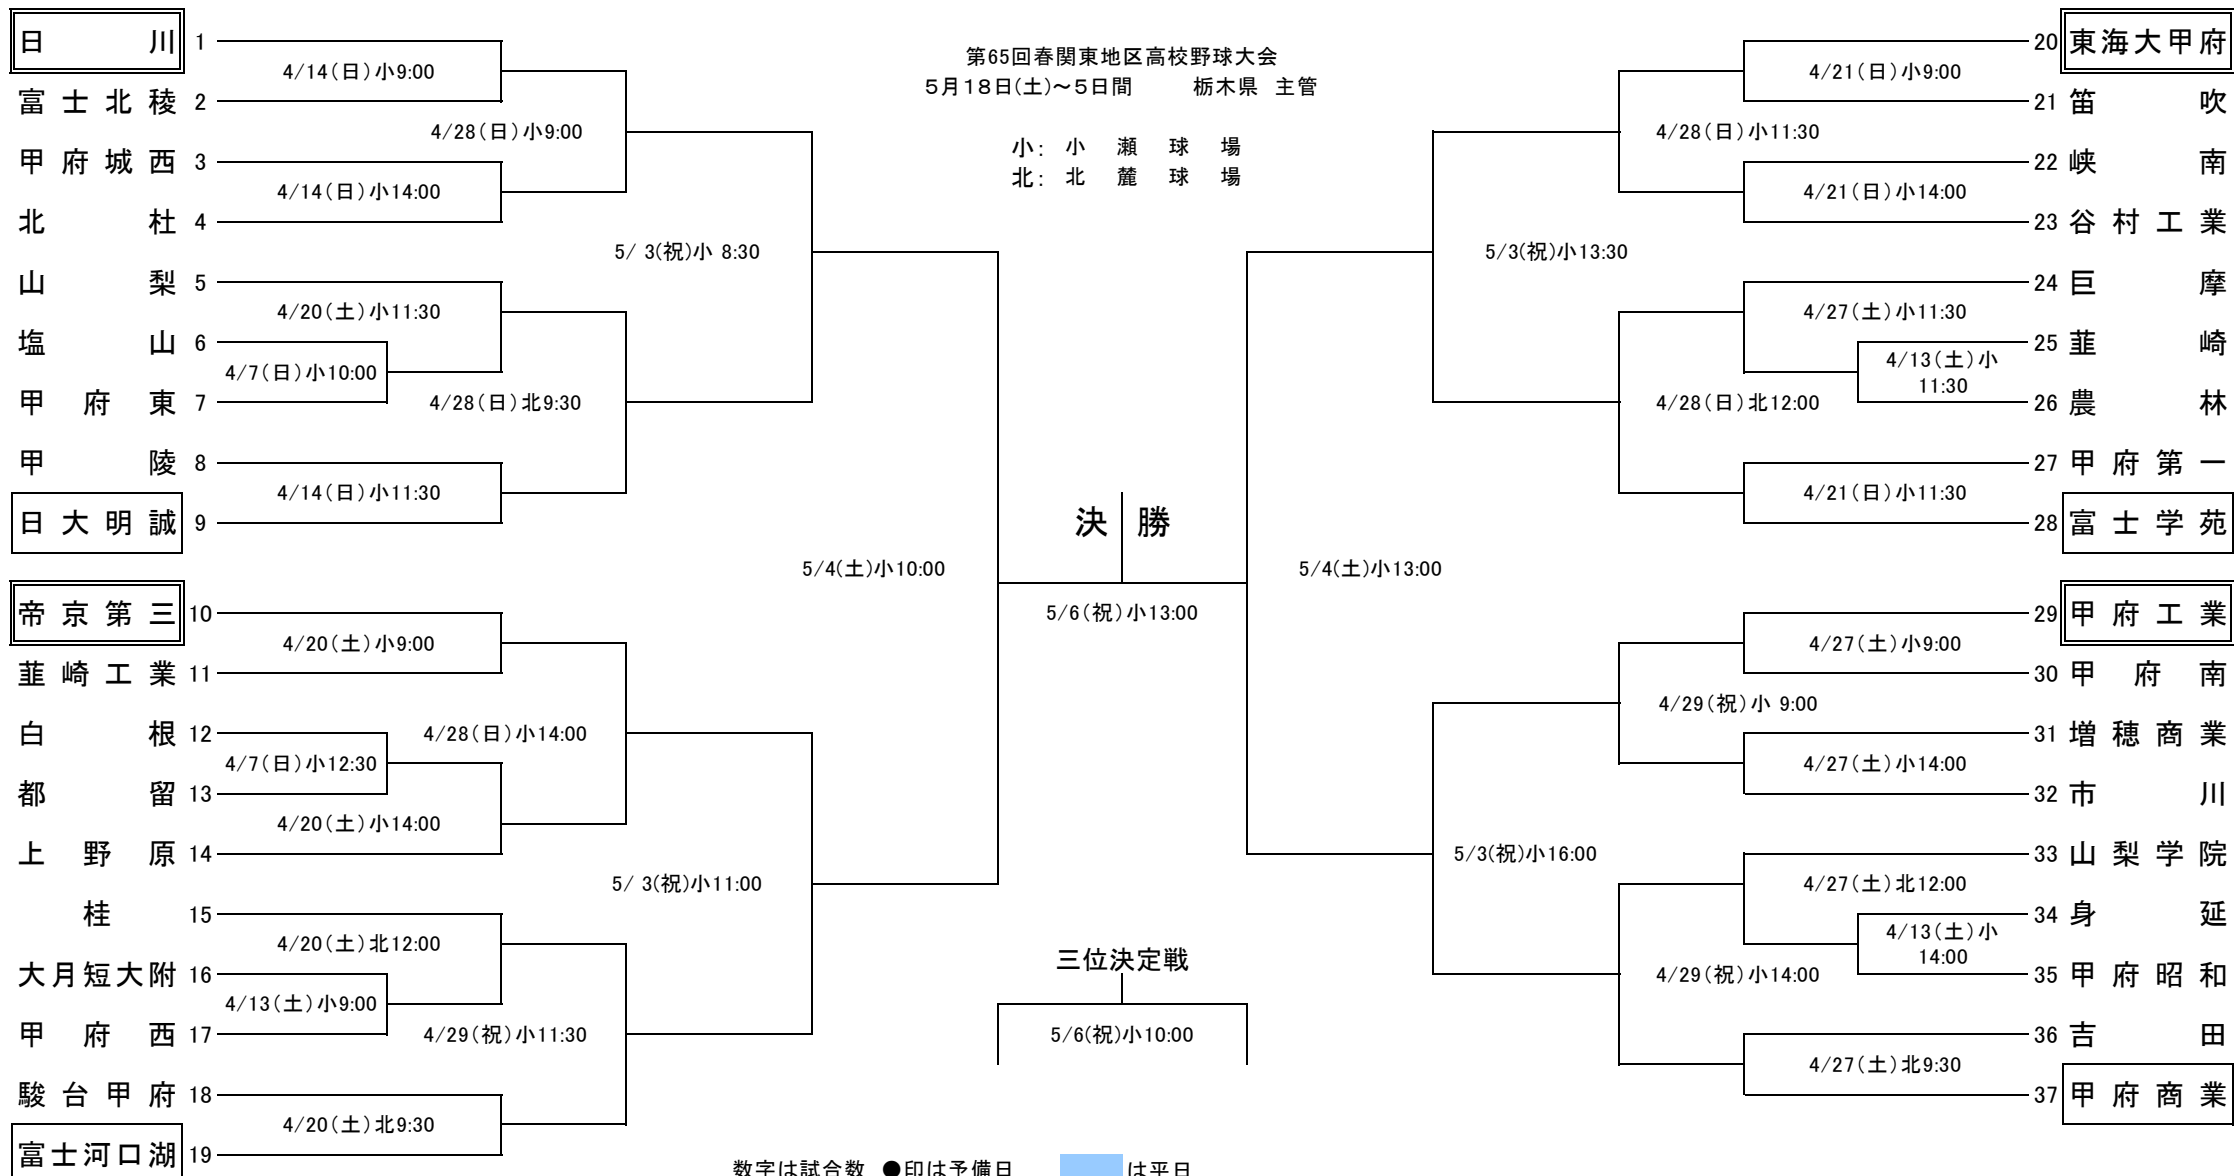 第65回春関東地区高校野球大会
5月18日(土)～5日間　栃木県　主管
小: 小瀬球場
北: 北麓球場
日川 1
4/14(日)小9:00
富士北稜 2
4/28(日)小9:00
甲府城西 3
4/14(日)小14:00
北杜 4
5/ 3(祝)小 8:30
山梨 5
4/20(土)小11:30
塩山 6
4/7(日)小10:00
甲府東 7
4/28(日)北9:30
甲陵 8
4/14(日)小11:30
日大明誠 9
5/4(土)小10:00
帝京第三 10
4/20(土)小9:00
韮崎工業 11
白根 12
4/28(日)小14:00
4/7(日)小12:30
都留 13
4/20(土)小14:00
上野原 14
5/ 3(祝)小11:00
桂 15
4/20(土)北12:00
大月短大附 16
4/13(土)小9:00
甲府西 17
4/29(祝)小11:30
駿台甲府 18
4/20(土)北9:30
富士河口湖 19
決勝
5/6(祝)小13:00
三位決定戦
5/6(祝)小10:00
20 東海大甲府
4/21(日)小9:00
21 笛吹
4/28(日)小11:30
22 峡南
4/21(日)小14:00
23 谷村工業
5/3(祝)小13:30
24 巨摩
4/27(土)小11:30
25 韮崎
4/13(土)小
11:30
26 農林
4/28(日)北12:00
27 甲府第一
4/21(日)小11:30
28 富士学苑
5/4(土)小13:00
29 甲府工業
4/27(土)小9:00
30 甲府南
4/29(祝)小 9:00
31 増穂商業
4/27(土)小14:00
32 市川
5/3(祝)小16:00
33 山梨学院
4/27(土)北12:00
34 身延
4/13(土)小
14:00
35 甲府昭和
4/29(祝)小14:00
36 吉田
4/27(土)北9:30
37 甲府商業
数字は試合数 ●印は予備日　は平日